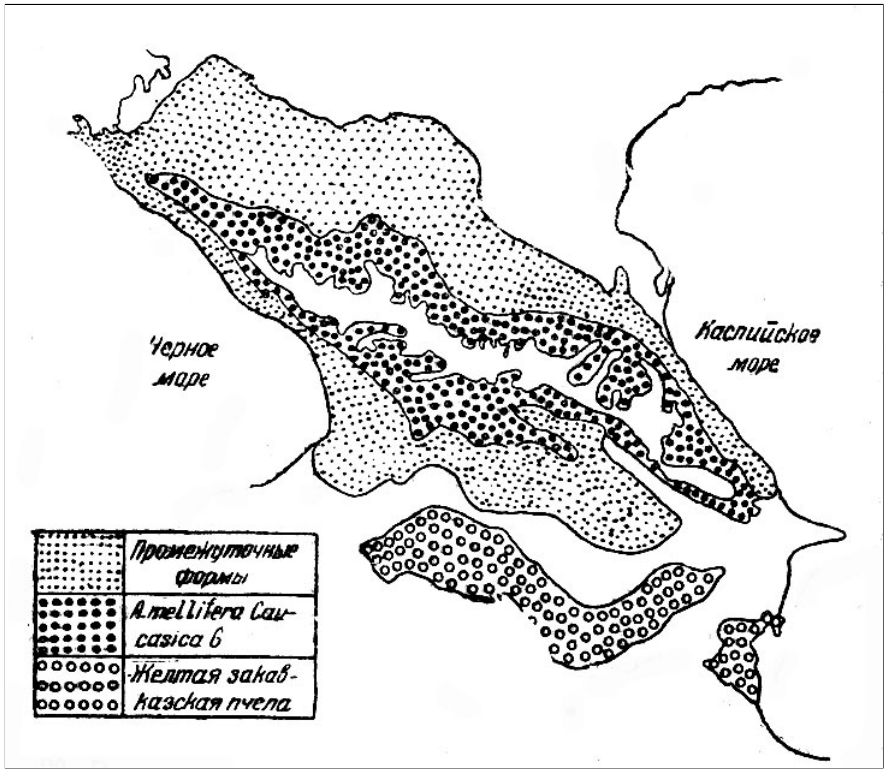 Черное
море
Каспийское
море
Промежуточные
формы
A.mellifera Cau-
casica G
Желтая закав-
казская пчела